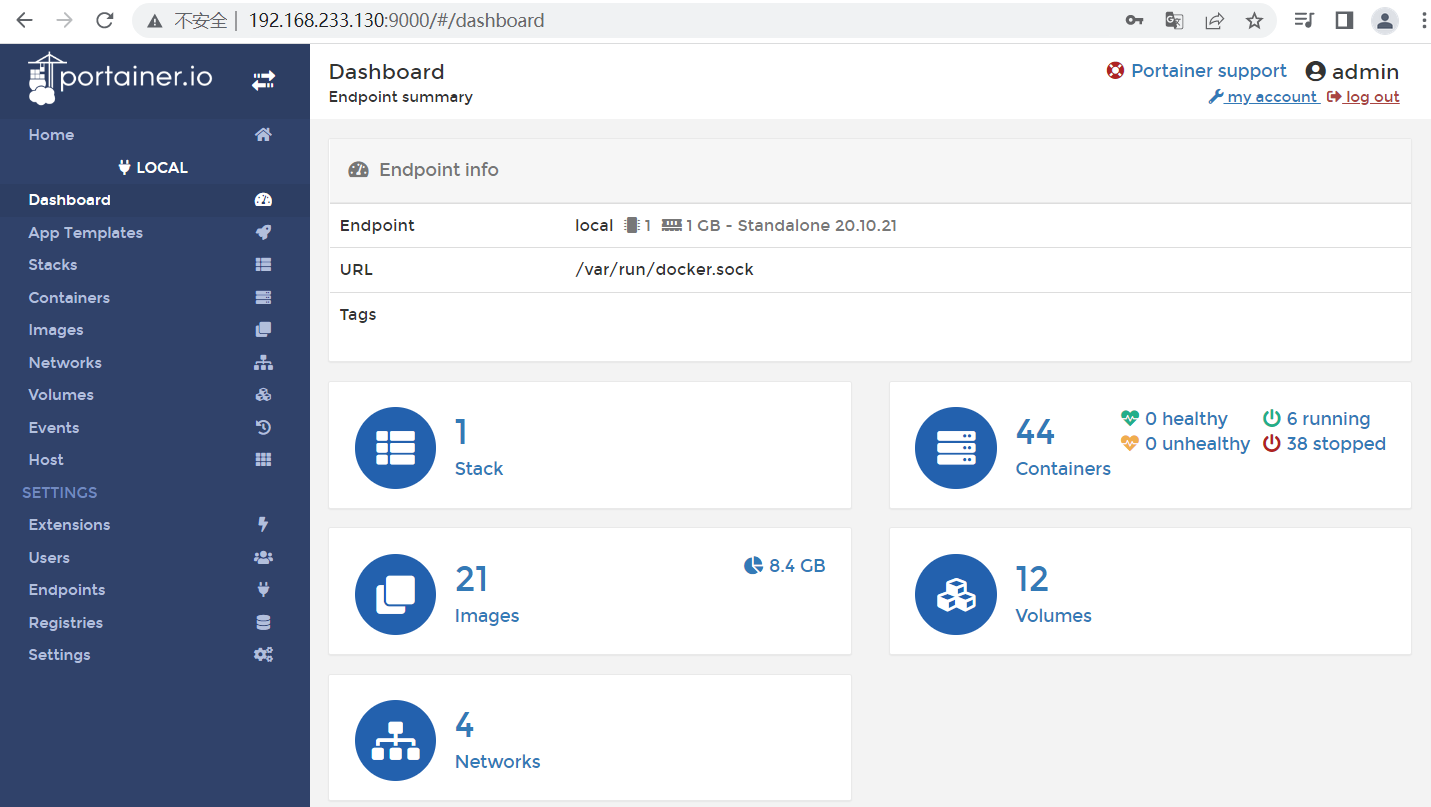 不安全 | 192.168.233.130:9000/#/dashboard
portainer.io
Home
LOCAL
Dashboard
App Templates
Stacks
Containers
Images
Networks
Volumes
Events
Host
SETTINGS
Extensions
Users
Endpoints
Registries
Settings
Dashboard
Endpoint summary
Portainer support admin
my account log out
Endpoint info
Endpoint local 1 1 GB - Standalone 20.10.21
URL /var/run/docker.sock
Tags
1
Stack
44
Containers
0 healthy 6 running
0 unhealthy 38 stopped
21
Images
8.4 GB
12
Volumes
4
Networks